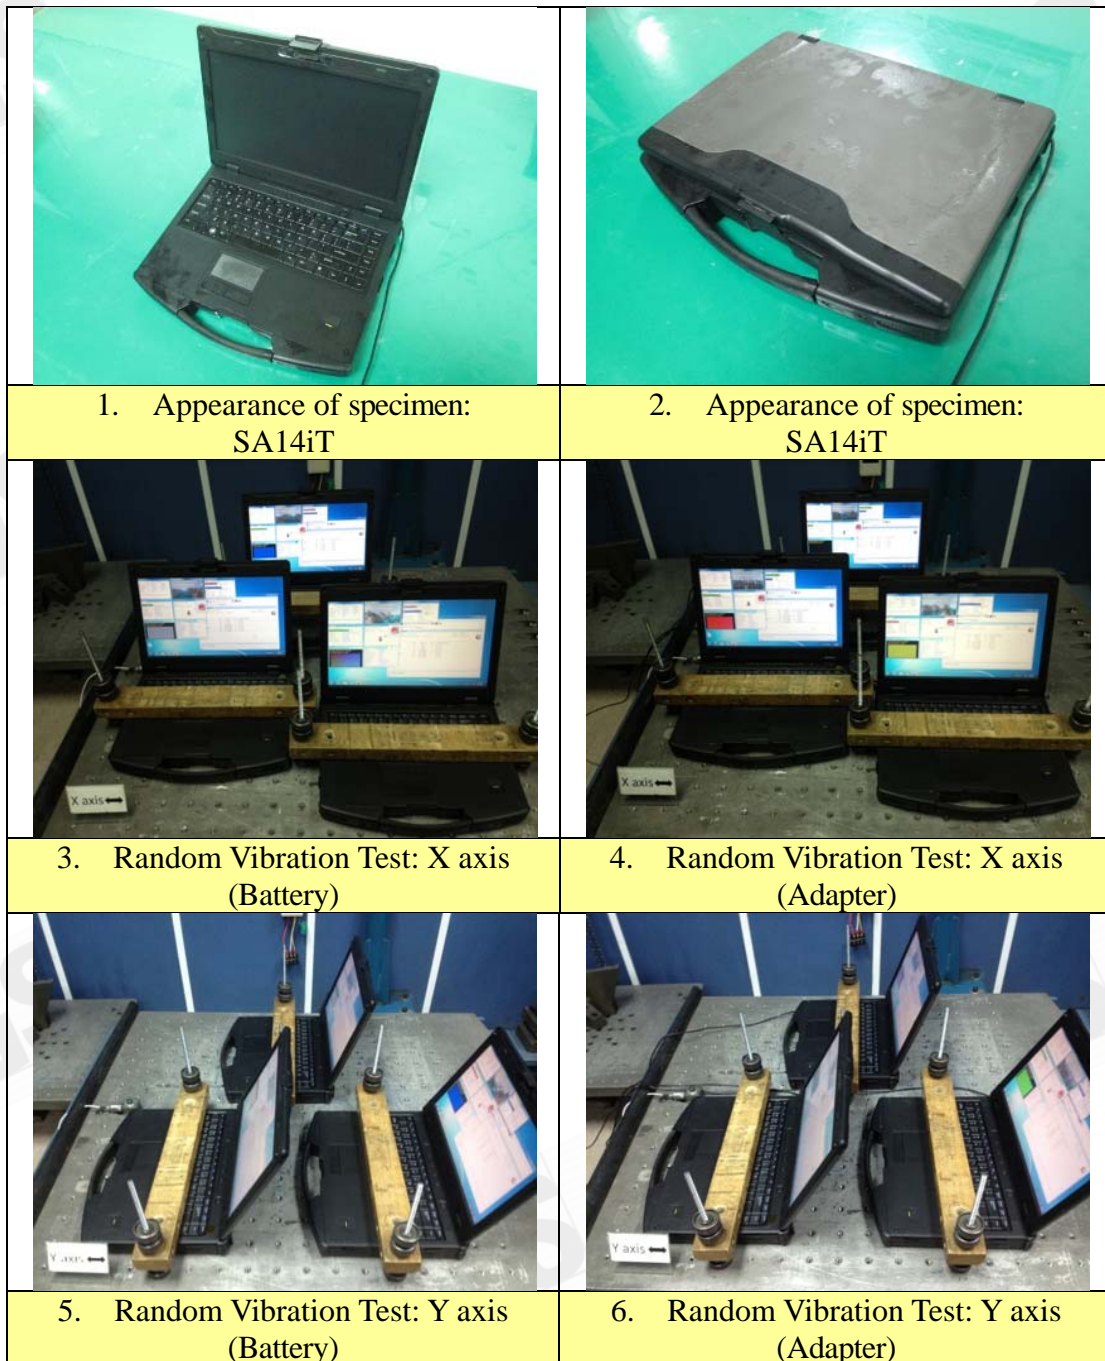 1. Appearance of specimen:
SA14iT
2. Appearance of specimen:
SA14iT
X axis
X axis
3. Random Vibration Test: X axis
(Battery)
4. Random Vibration Test: X axis
(Adapter)
Y axis
Y axis
5. Random Vibration Test: Y axis
(Battery)
6. Random Vibration Test: Y axis
(Adapter)